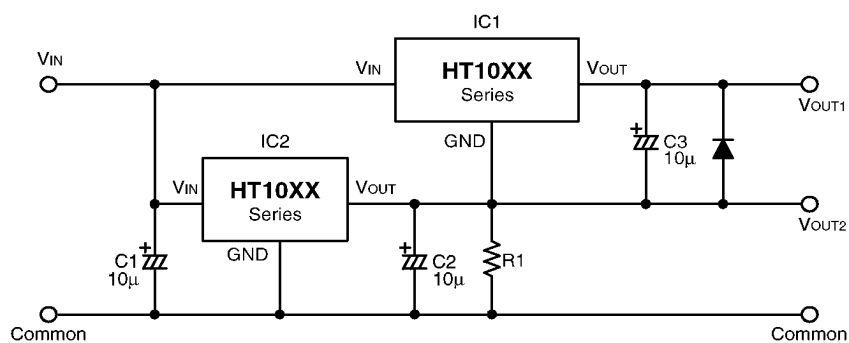 IC1
VIN
VIN
HT10XX
Series
VOUT
VOUT1
GND
C3
10μ
IC2
VIN
HT10XX
Series
VOUT
VOUT2
GND
C1
10μ
C2
10μ
R1
Common
Common